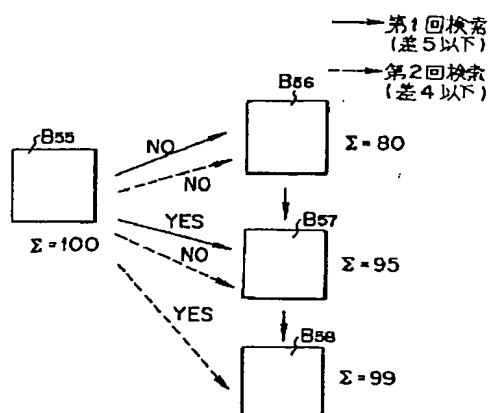 →第1回検索
(差5以下)
→第2回検索
(差4以下)
B56
B55
NO
Σ=80
NO
YES
B57
Σ=100
NO
Σ=95
YES
B58
Σ=99